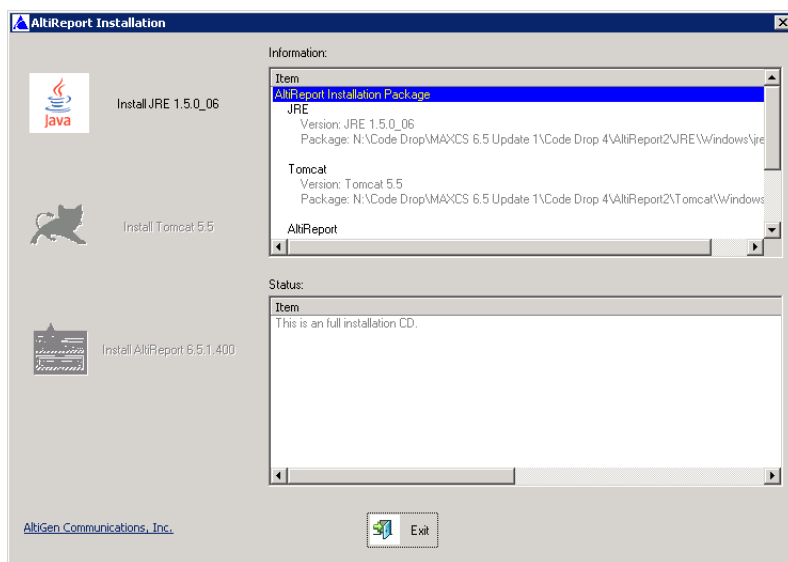 AltiReport Installation
Information:
Item
AltiReport Installation Package
JRE
Version: JRE 1.5.0_06
Package: N:\Code Drop\MAXCS 6.5 Update 1\Code Drop 4\AltiReport2\JRE\Windows\jre
Tomcat
Version: Tomcat 5.5
Package: N:\Code Drop\MAXCS 6.5 Update 1\Code Drop 4\AltiReport2\Tomcat\Windows
AltiReport
Java
Install JRE 1.5.0_06
Install Tomcat 5.5
Install AltiReport 6.5.1.400
Status:
Item
This is an full installation CD.
AltiGen Communications, Inc.
Exit